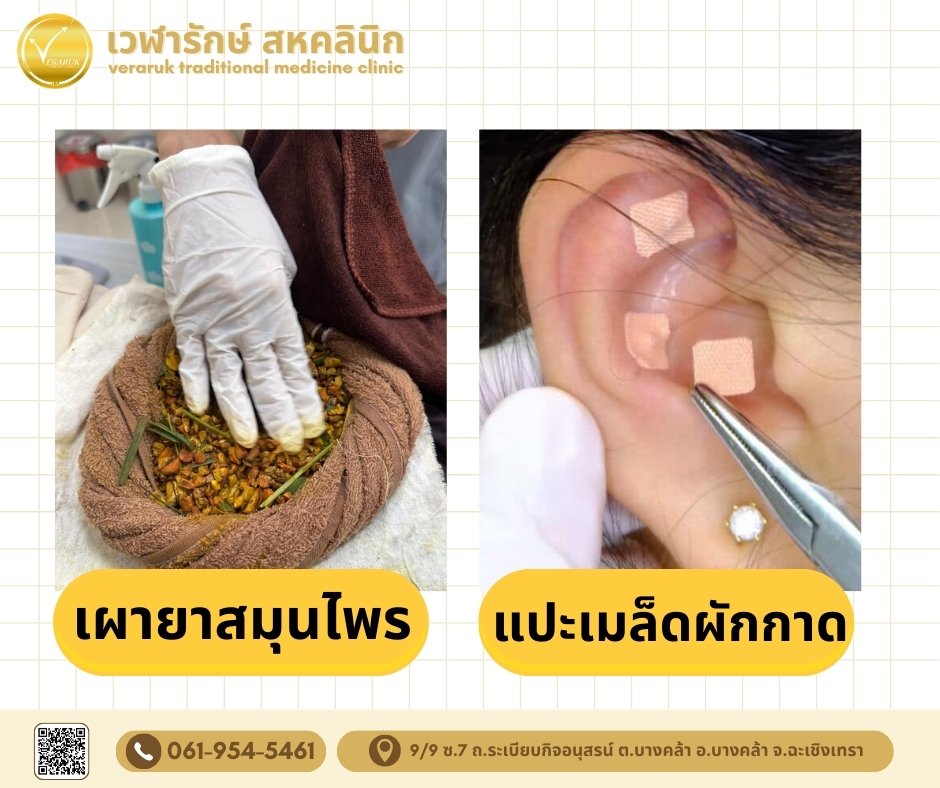 เวฬารักษ์ สหคลินิก
veraruk traditional medicine clinic
VERARUK
เผายาสมุนไพร
แปะเมล็ดผักกาด
061-954-5461
9/9 ซ.7 ถ.ระเบียบกิจอนุสรณ์ ต.บางคล้า อ.บางคล้า จ.ฉะเชิงเทรา